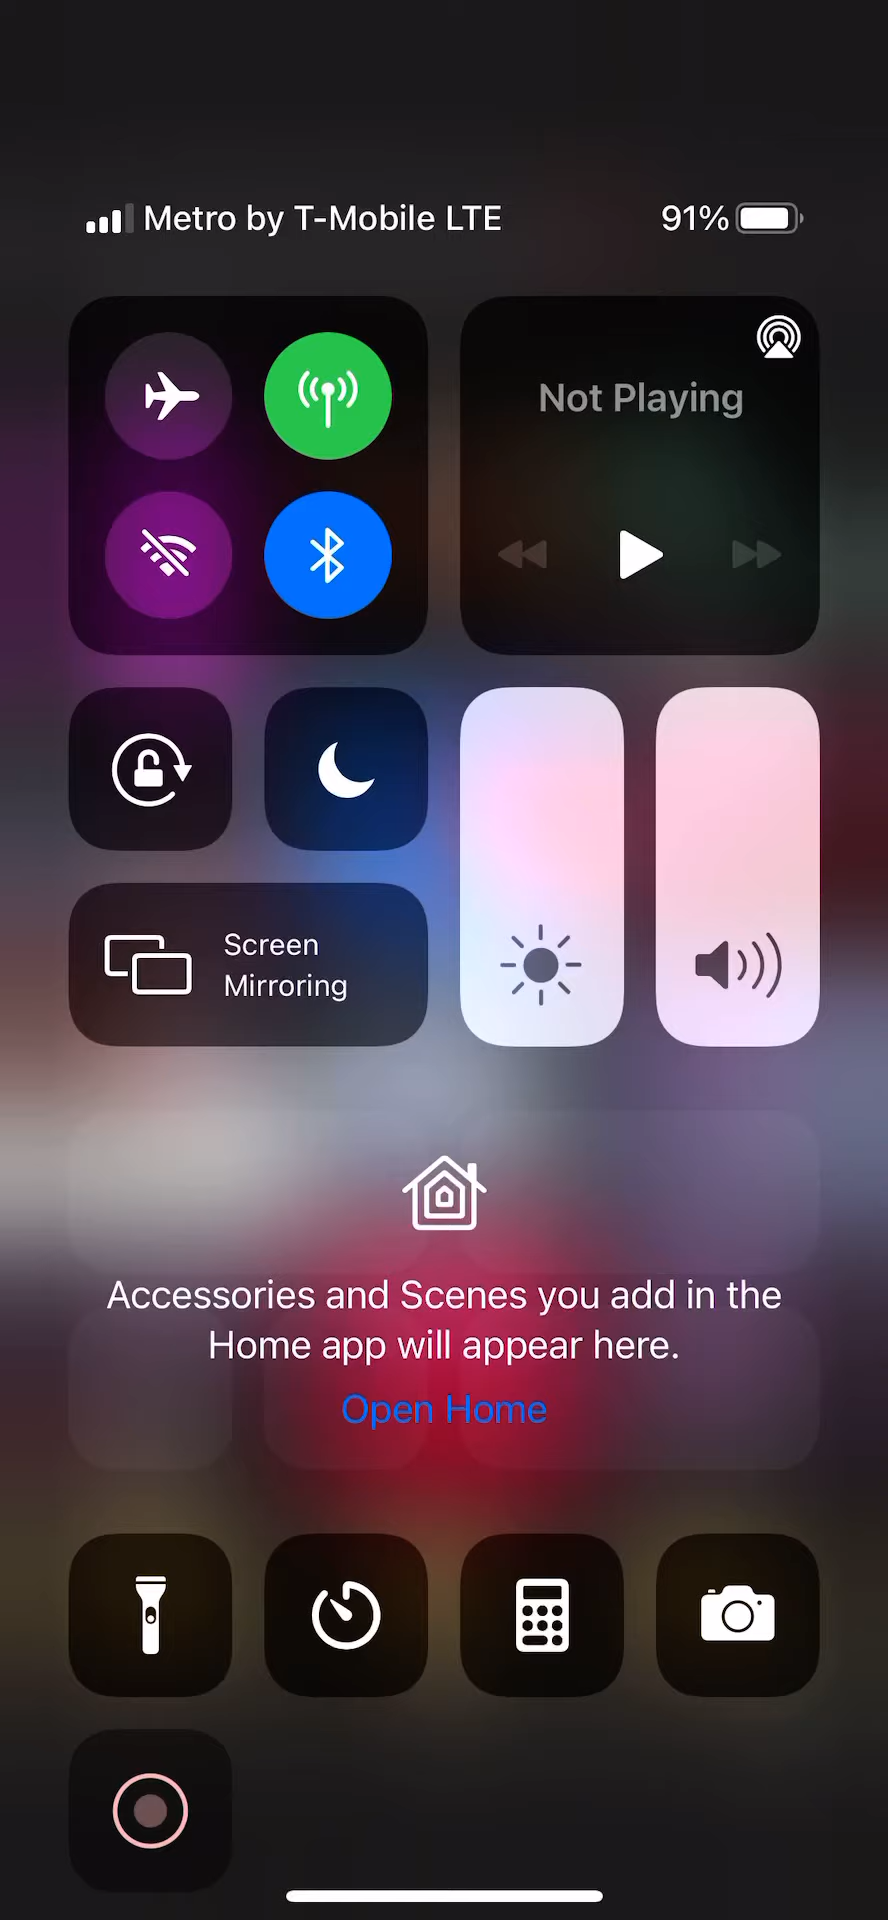 Metro by T-Mobile LTE 91%
Not Playing
Screen
Mirroring
Accessories and Scenes you add in the
Home app will appear here.
Open Home